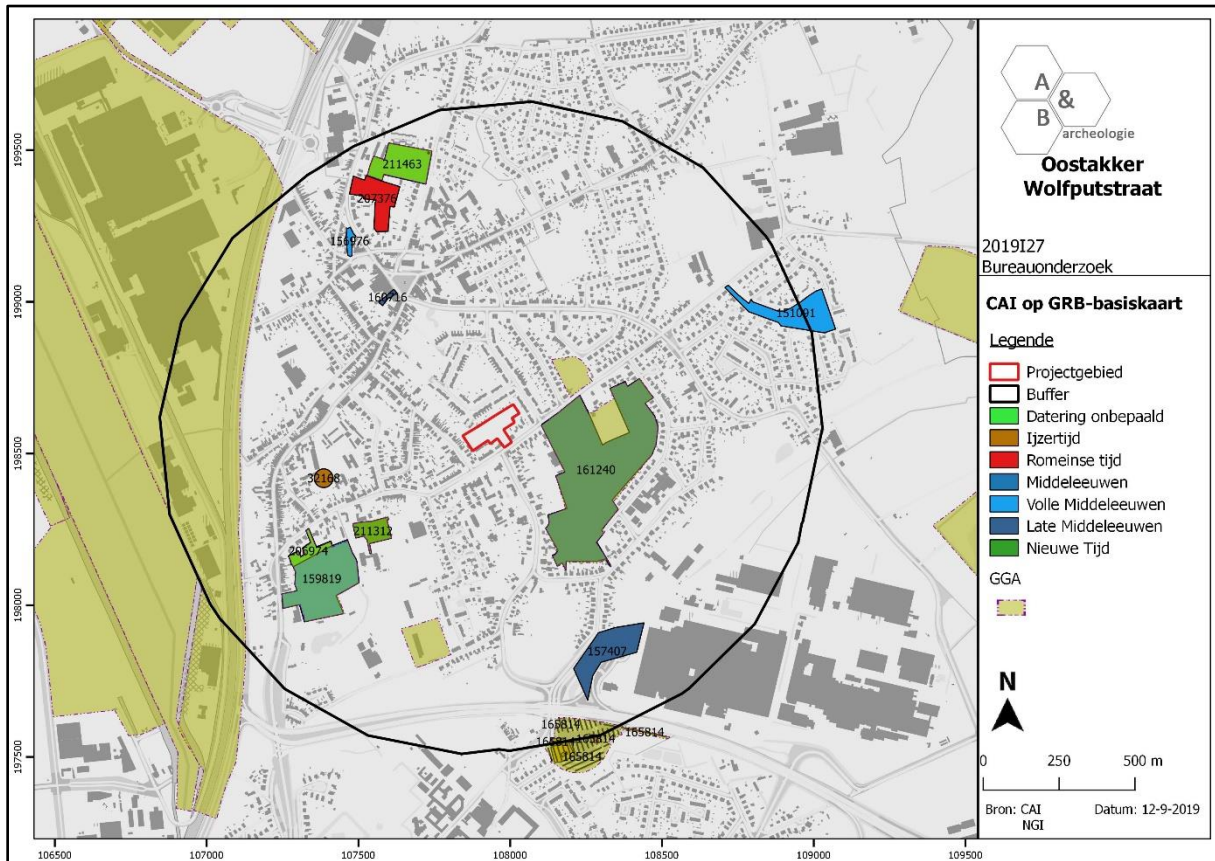 211463
207376
156976
160716
151091
161240
32168
211312
206974
159819
157407
165814
165814
165814
165814
165814
106500
107000
107500
108000
108500
109000
109500
199500
199000
198500
198000
197500
A
&
B
archeologie
Oostakker
Wolfputstraat
2019I27
Bureauonderzoek
CAI op GRB-basiskaart
Legende
Projectgebied
Buffer
Datering onbepaald
Ijzertijd
Romeinse tijd
Middeleeuwen
Volle Middeleeuwen
Late Middeleeuwen
Nieuwe Tijd
GGA
N
0 250 500 m
Bron: CAI Datum: 12-9-2019
NGI